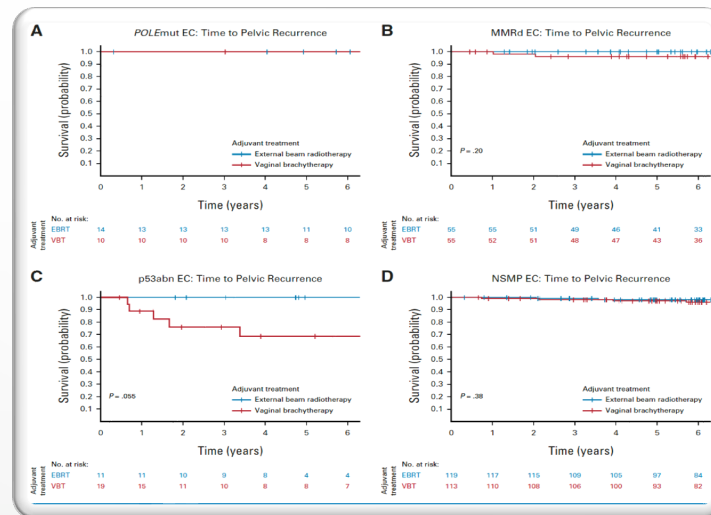 A
POLEmut EC: Time to Pelvic Recurrence
Survival (probability)
1.0
0.9
0.8
0.7
0.6
0.5
0.4
0.3
0.2
0.1
Adjuvant treatment
External beam radiotherapy
Vaginal brachytherapy
0 1 2 3 4 5 6
Time (years)
Adjuvant treatment
No. at risk:
EBRT 14 13 13 13 13 11 10
VBT 10 10 10 10 8 8 8
B
MMRd EC: Time to Pelvic Recurrence
Survival (probability)
1.0
0.9
0.8
0.7
0.6
0.5
0.4
0.3
0.2
0.1
P = .20
Adjuvant treatment
External beam radiotherapy
Vaginal brachytherapy
0 1 2 3 4 5 6
Time (years)
Adjuvant treatment
No. at risk:
EBRT 55 55 51 49 46 41 33
VBT 55 52 51 48 47 43 36
C
p53abn EC: Time to Pelvic Recurrence
Survival (probability)
1.0
0.9
0.8
0.7
0.6
0.5
0.4
0.3
0.2
0.1
P = .055
Adjuvant treatment
External beam radiotherapy
Vaginal brachytherapy
0 1 2 3 4 5 6
Time (years)
Adjuvant treatment
No. at risk:
EBRT 11 11 10 9 8 4 4
VBT 19 15 11 10 8 8 7
D
NSMP EC: Time to Pelvic Recurrence
Survival (probability)
1.0
0.9
0.8
0.7
0.6
0.5
0.4
0.3
0.2
0.1
P = .38
Adjuvant treatment
External beam radiotherapy
Vaginal brachytherapy
0 1 2 3 4 5 6
Time (years)
Adjuvant treatment
No. at risk:
EBRT 119 117 115 109 105 97 84
VBT 113 110 108 106 100 93 82